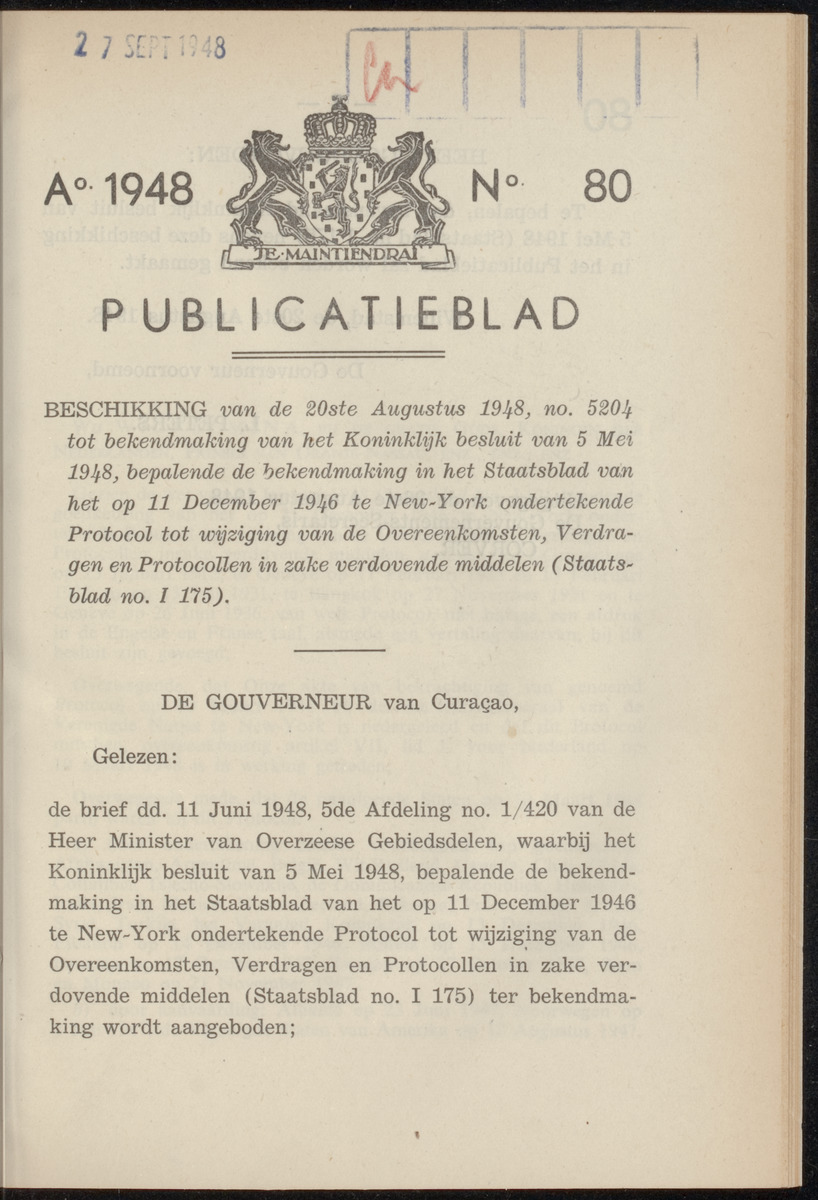 27 SEPT 1948
Aº. 1948 Nº. 80
JE·MAINTIENDRAI
PUBLICATIEBLAD
BESCHIKKING van de 20ste Augustus 1948, no. 5204
tot bekendmaking van het Koninklijk besluit van 5 Mei
1948, bepalende de bekendmaking in het Staatsblad van
het op 11 December 1946 te New-York ondertekende
Protocol tot wijziging van de Overeenkomsten, Verdra-
gen en Protocollen in zake verdovende middelen (Staats-
blad no. I 175).
DE GOUVERNEUR van Curaçao,
Gelezen:
de brief dd. 11 Juni 1948, 5de Afdeling no. 1/420 van de
Heer Minister van Overzeese Gebiedsdelen, waarbij het
Koninklijk besluit van 5 Mei 1948, bepalende de bekend-
making in het Staatsblad van het op 11 December 1946
te New-York ondertekende Protocol tot wijziging van de
Overeenkomsten, Verdragen en Protocollen in zake ver-
dovende middelen (Staatsblad no. I 175) ter bekendma-
king wordt aangeboden;